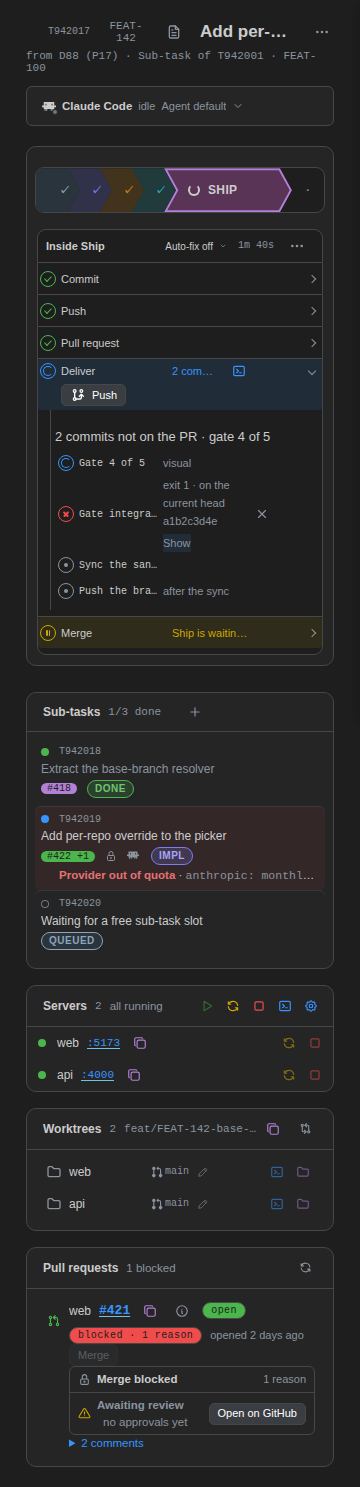 T942017 FEAT-142 Add per-…
from D88 (P17) · Sub-task of T942001 · FEAT-100
Claude Code idle Agent default
SHIP
Inside Ship Auto-fix off 1m 40s
Commit
Push
Pull request
Deliver 2 com…
Push
2 commits not on the PR · gate 4 of 5
Gate 4 of 5 visual
Gate integra… exit 1 · on the current head a1b2c3d4e
Show
Sync the san…
Push the bra… after the sync
Merge Ship is waitin…
Sub-tasks 1/3 done
T942018
Extract the base-branch resolver
#418 DONE
T942019
Add per-repo override to the picker
#422 +1 IMPL
Provider out of quota · anthropic: monthl…
T942020
Waiting for a free sub-task slot
QUEUED
Servers 2 all running
web :5173
api :4000
Worktrees 2 feat/FEAT-142-base-…
web main
api main
Pull requests 1 blocked
web #421 open
blocked · 1 reason opened 2 days ago
Merge
Merge blocked 1 reason
Awaiting review
no approvals yet
Open on GitHub
2 comments